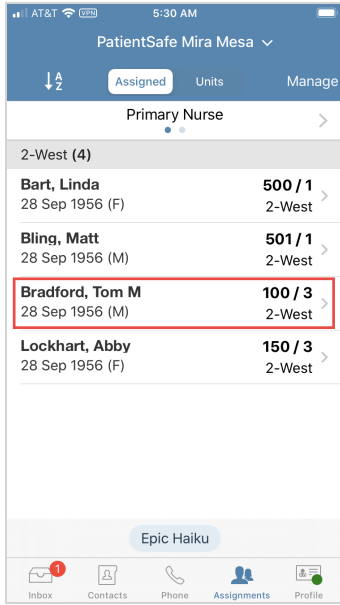 AT&T VPN 5:30 AM
PatientSafe Mira Mesa
A Z Assigned Units Manage
Primary Nurse
2-West (4)
Bart, Linda 500 / 1
28 Sep 1956 (F) 2-West
Bling, Matt 501 / 1
28 Sep 1956 (M) 2-West
Bradford, Tom M 100 / 3
28 Sep 1956 (M) 2-West
Lockhart, Abby 150 / 3
28 Sep 1956 (F) 2-West
Epic Haiku
1
Inbox Contacts Phone Assignments Profile